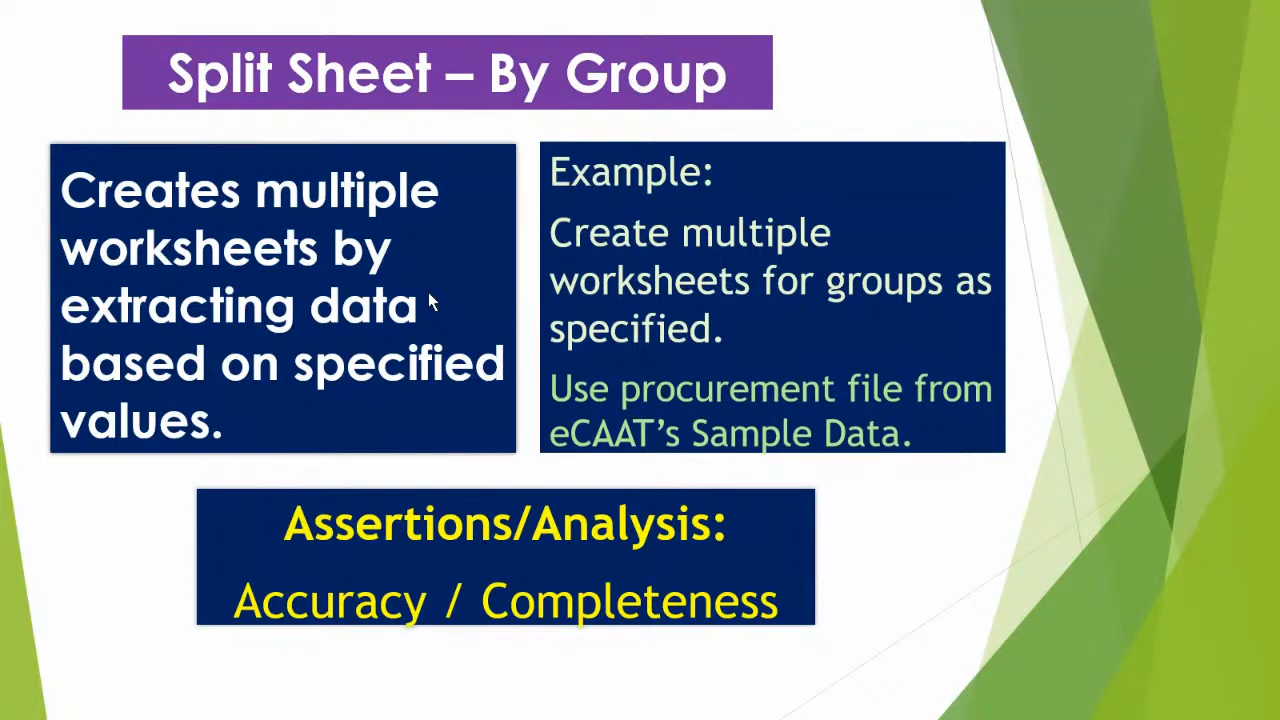 Split Sheet – By Group
Creates multiple
worksheets by
extracting data
based on specified
values.
Example:
Create multiple
worksheets for groups as
specified.
Use procurement file from
eCAAT’s Sample Data.
Assertions/Analysis:
Accuracy / Completeness